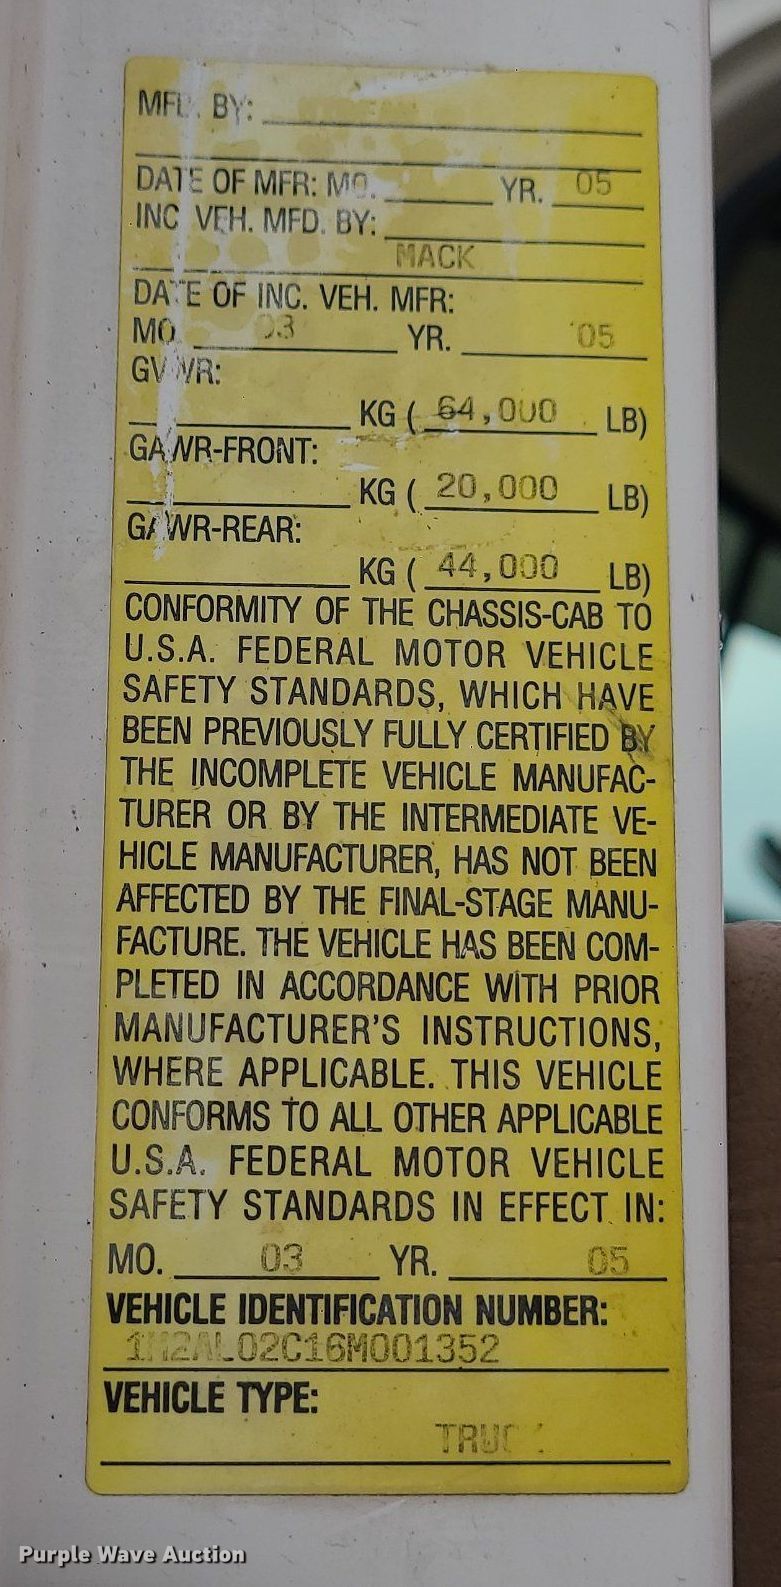 MFD. BY:
DATE OF MFR: MO. YR. 05
INC VEH. MFD. BY:
MACK
DATE OF INC. VEH. MFR:
MO 03 YR. '05
GVWR:
KG ( 64,000 LB)
GAWR-FRONT:
KG ( 20,000 LB)
GAWR-REAR:
KG ( 44,000 LB)
CONFORMITY OF THE CHASSIS-CAB TO
U.S.A. FEDERAL MOTOR VEHICLE
SAFETY STANDARDS, WHICH HAVE
BEEN PREVIOUSLY FULLY CERTIFIED BY
THE INCOMPLETE VEHICLE MANUFAC-
TURER OR BY THE INTERMEDIATE VE-
HICLE MANUFACTURER, HAS NOT BEEN
AFFECTED BY THE FINAL-STAGE MANU-
FACTURE. THE VEHICLE HAS BEEN COM-
PLETED IN ACCORDANCE WITH PRIOR
MANUFACTURER'S INSTRUCTIONS,
WHERE APPLICABLE. THIS VEHICLE
CONFORMS TO ALL OTHER APPLICABLE
U.S.A. FEDERAL MOTOR VEHICLE
SAFETY STANDARDS IN EFFECT IN:
MO. 03 YR. 05
VEHICLE IDENTIFICATION NUMBER:
1M2AL02C16M001352
VEHICLE TYPE:
TRUCK
Purple Wave Auction